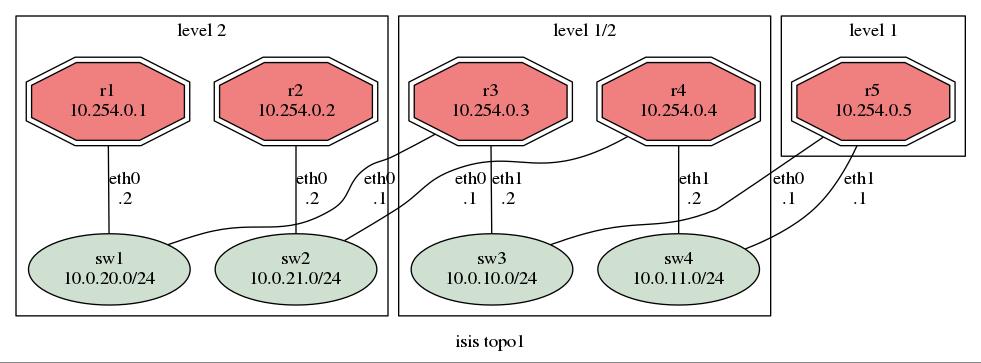 level 2
level 1/2
level 1
r1
10.254.0.1
r2
10.254.0.2
r3
10.254.0.3
r4
10.254.0.4
r5
10.254.0.5
eth0
.2
eth0
.2
eth0
.1
eth0
.1
eth1
.2
eth1
.2
eth0
.1
eth1
.1
sw1
10.0.20.0/24
sw2
10.0.21.0/24
sw3
10.0.10.0/24
sw4
10.0.11.0/24
isis topo1